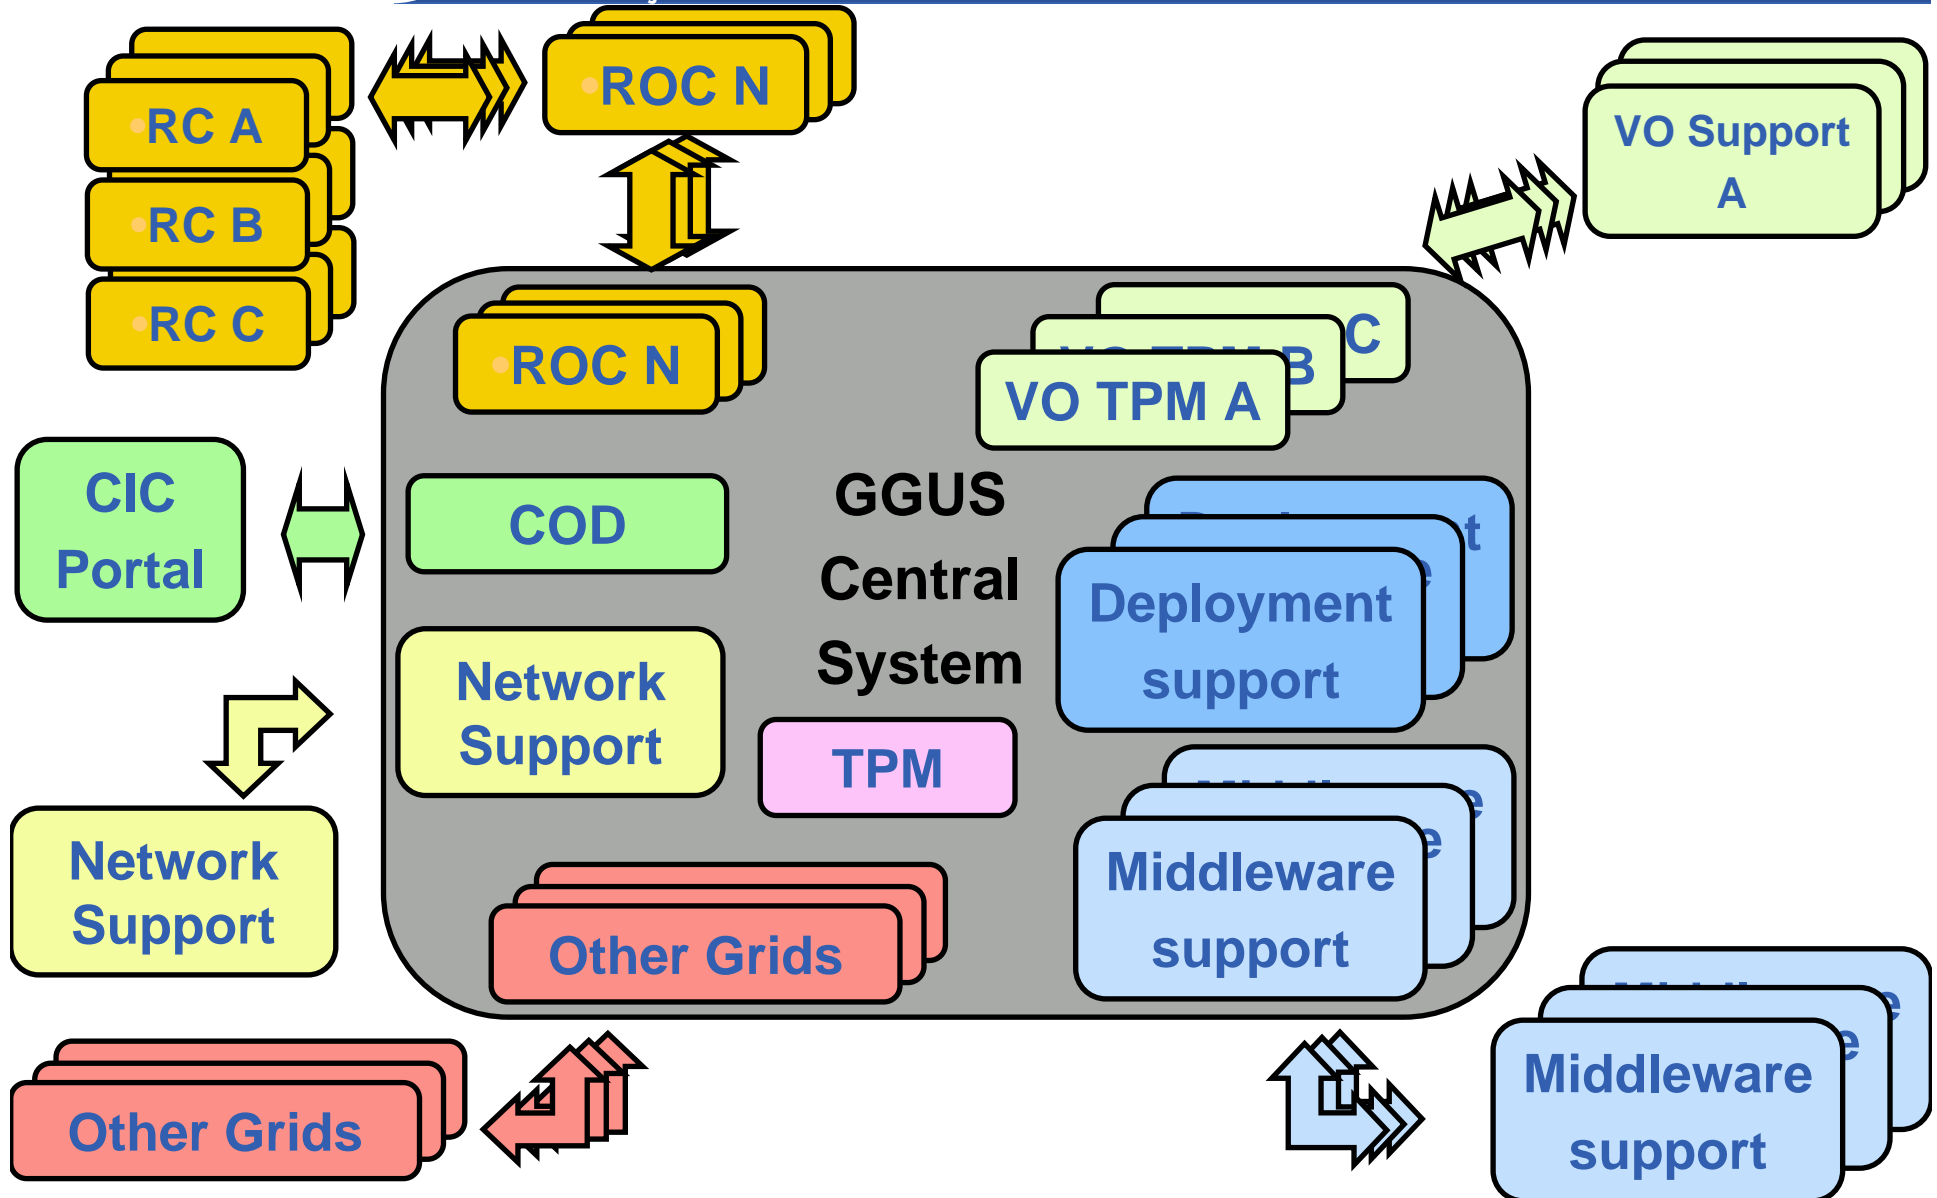 •RC A
•RC B
•RC C
•ROC N
VO Support
A
•ROC N
C
B
VO TPM A
CIC
Portal
COD
GGUS
Central
System
Deployment
support
Network
Support
TPM
Network
Support
Middleware
support
Other Grids
Other Grids
Middleware
support